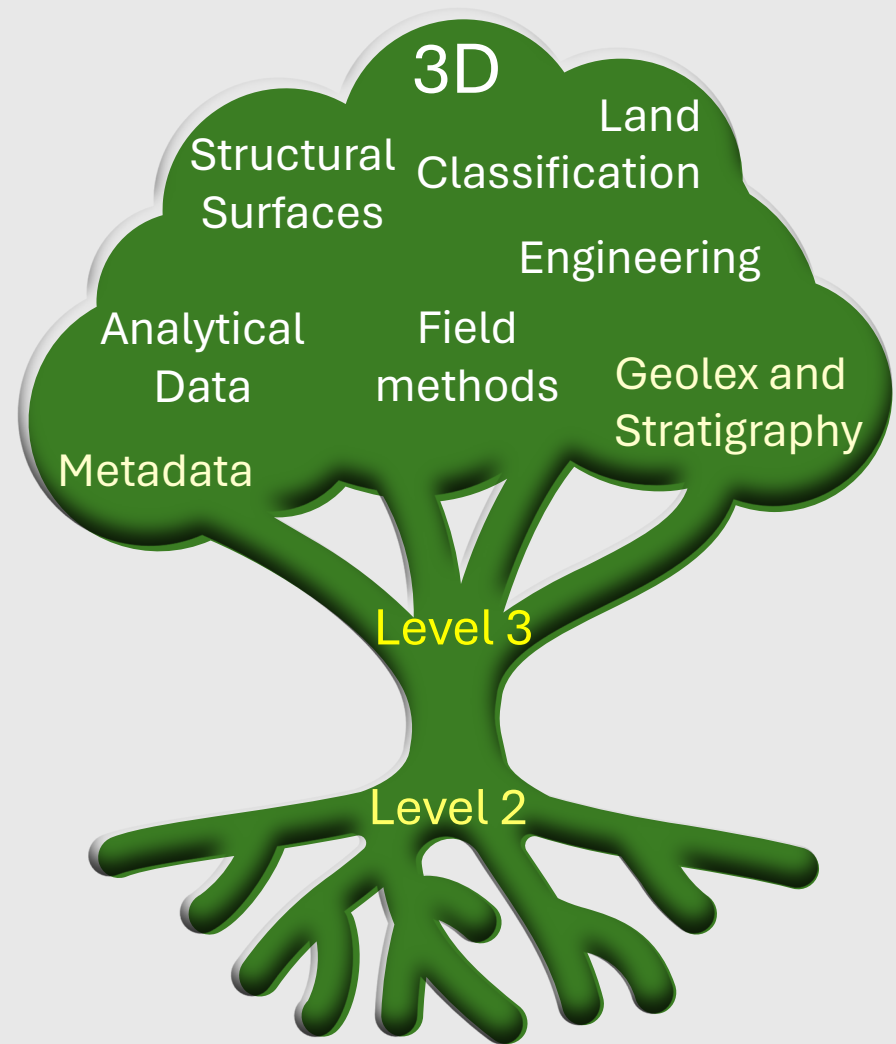 3D
Land
Classification
Structural
Surfaces
Engineering
Analytical
Data
Field
methods
Geolex and
Stratigraphy
Metadata
Level 3
Level 2